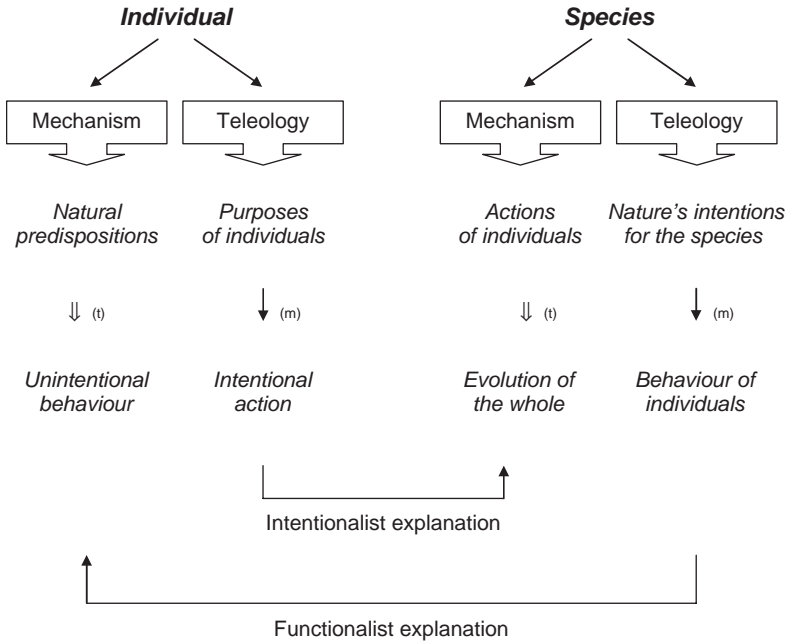 Individual Species
Mechanism Teleology Mechanism Teleology
Natural Purposes Actions Nature’s intentions
predispositions of individuals of individuals for the species
(t) (m) (t) (m)
Unintentional Intentional Evolution of Behaviour of
behaviour action the whole individuals
Intentionalist explanation
Functionalist explanation